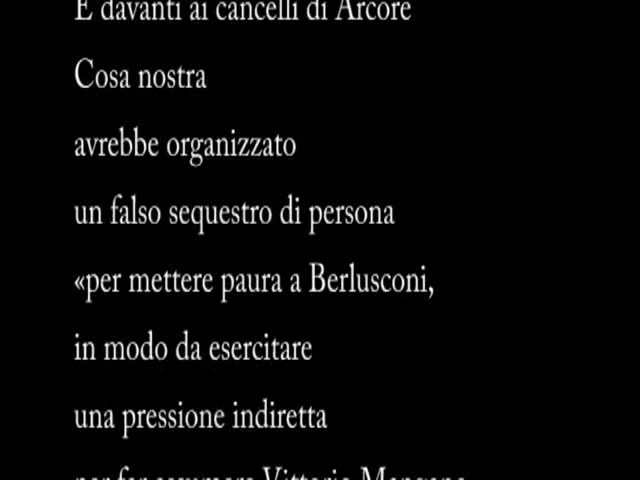 E davanti ai cancelli di Arcore
Cosa nostra
avrebbe organizzato
un falso sequestro di persona
«per mettere paura a Berlusconi,
in modo da esercitare
una pressione indiretta
per far Vittorio Mangano